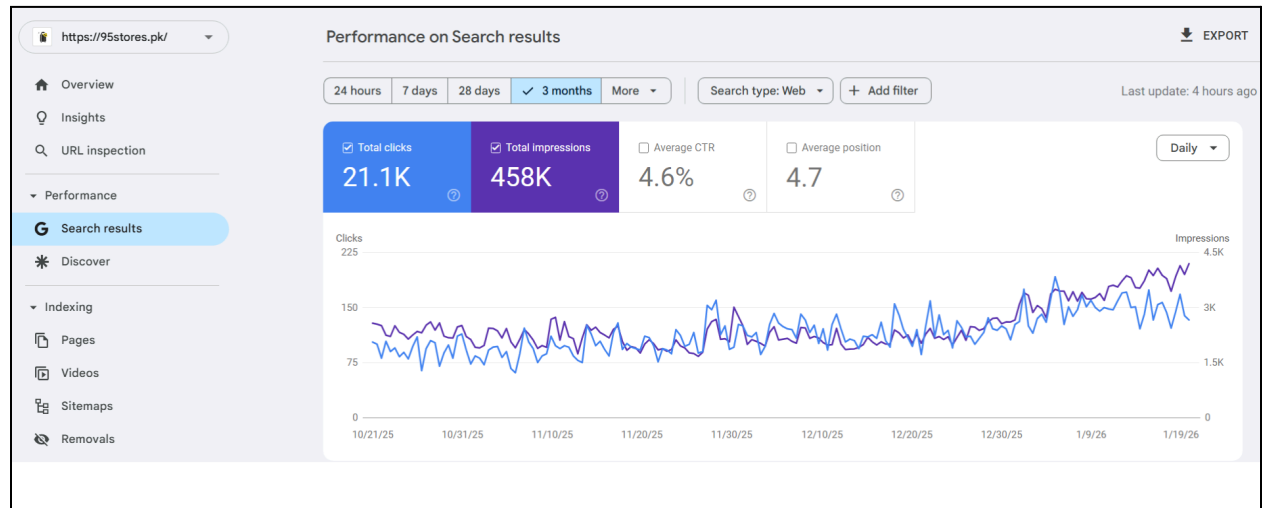 https://95stores.pk/
Performance on Search results
EXPORT
Overview
Insights
URL inspection
Performance
Search results
Discover
Indexing
Pages
Videos
Sitemaps
Removals
24 hours 7 days 28 days 3 months More
Search type: Web
+ Add filter
Last update: 4 hours ago
Total clicks
21.1K
Total impressions
458K
Average CTR
4.6%
Average position
4.7
Daily
Clicks
Impressions
225
150
75
0
4.5K
3K
1.5K
0
10/21/25 10/31/25 11/10/25 11/20/25 11/30/25 12/10/25 12/20/25 12/30/25 1/9/26 1/19/26